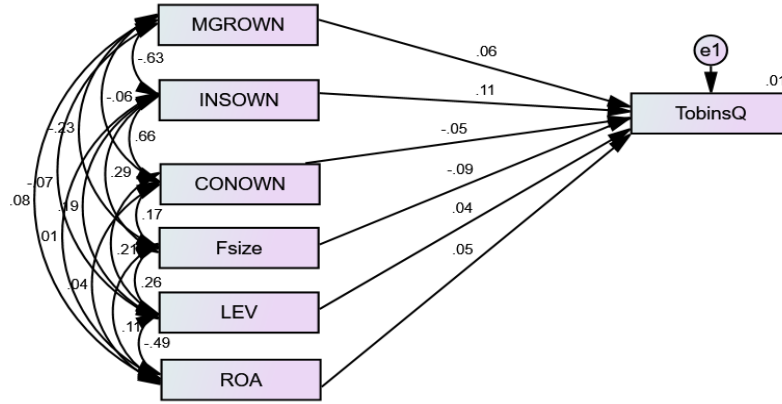 MGROWN
INSOWN
CONOWN
Fsize
LEV
ROA
e1
TobinsQ
.01
.06
.11
-.05
-.09
.04
.05
-.63
-.06
.66
-.23
.29
.17
-.07
.19
.21
.26
.08
.01
.04
.11
-.49